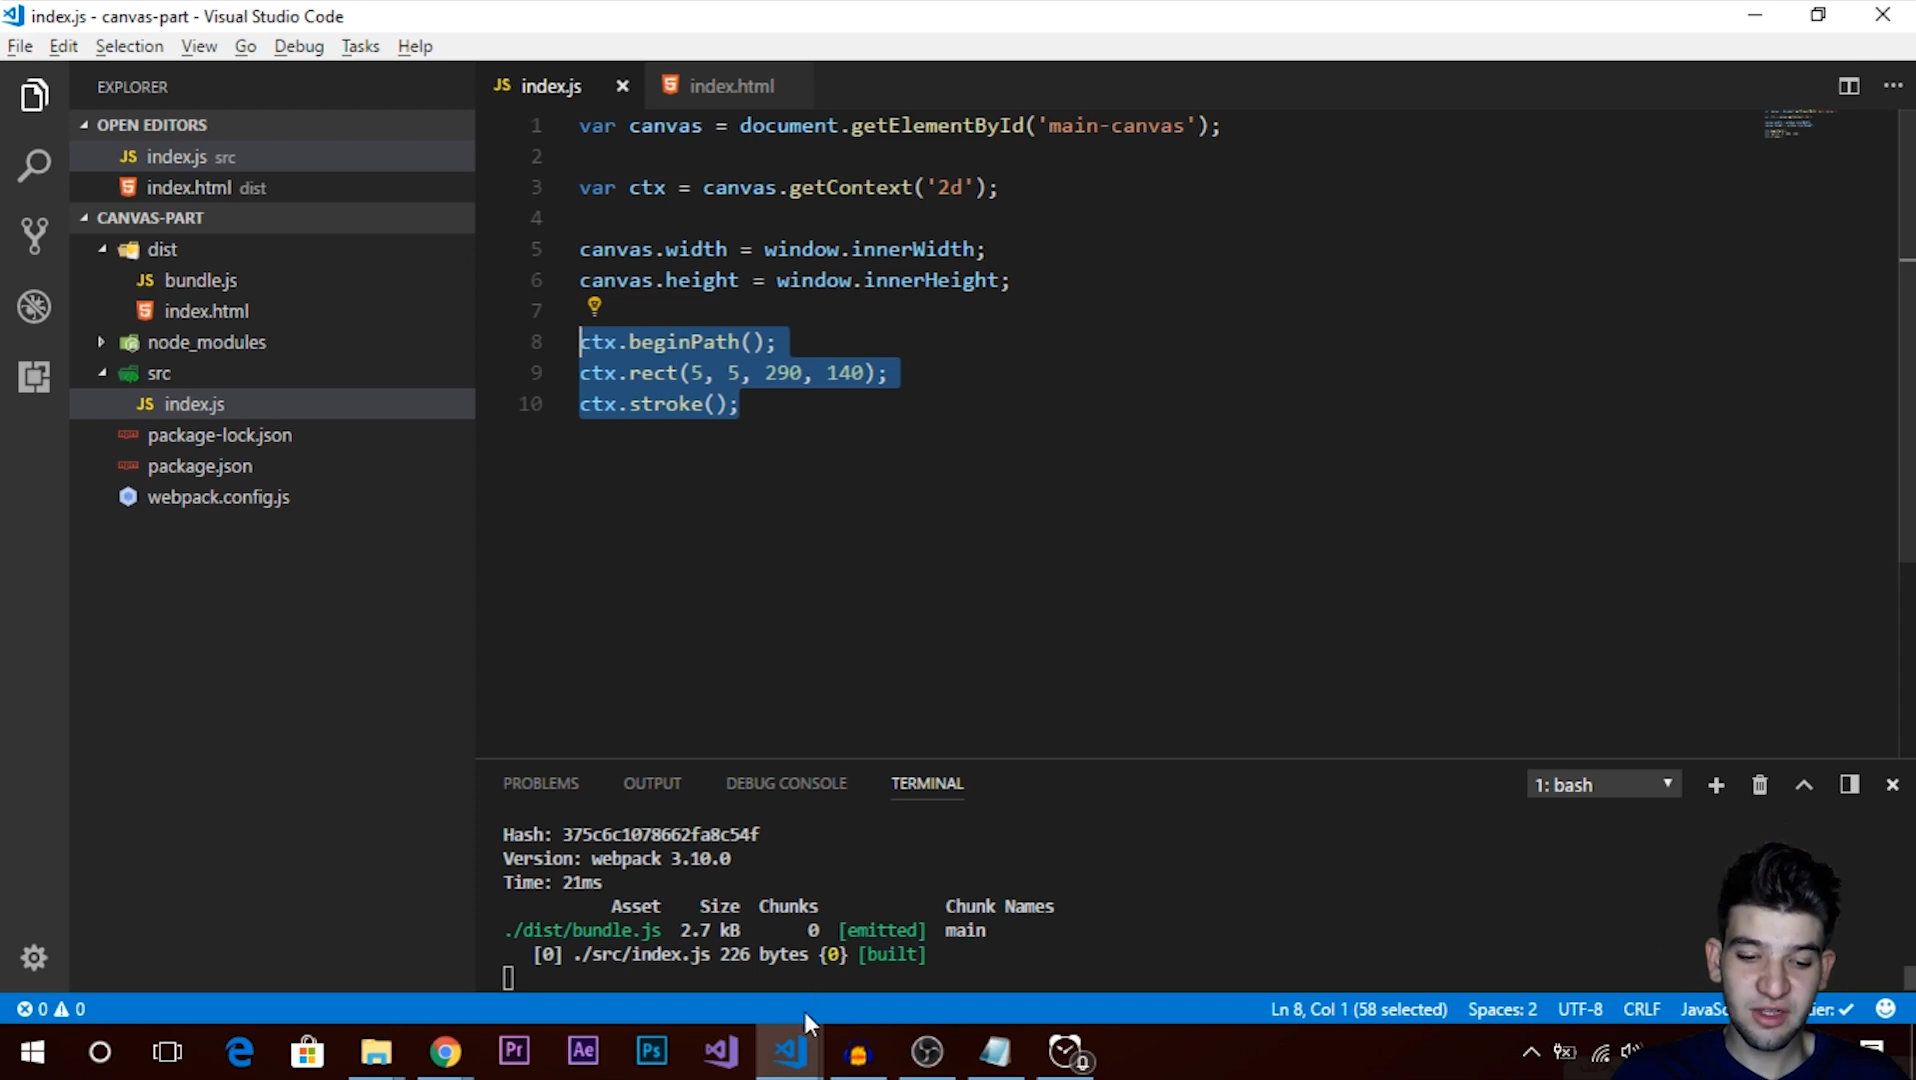 index.js - canvas-part - Visual Studio Code
File Edit Selection View Go Debug Tasks Help
EXPLORER
JS index.js
index.html
OPEN EDITORS
JS index.js src
index.html dist
CANVAS-PART
dist
JS bundle.js
index.html
node_modules
src
JS index.js
package-lock.json
package.json
webpack.config.js
1 var canvas = document.getElementById('main-canvas');
2
3 var ctx = canvas.getContext('2d');
4
5 canvas.width = window.innerWidth;
6 canvas.height = window.innerHeight;
7
8 ctx.beginPath();
9 ctx.rect(5, 5, 290, 140);
10 ctx.stroke();
PROBLEMS OUTPUT DEBUG CONSOLE TERMINAL
1: bash
Hash: 375c6c1078662fa8c54f
Version: webpack 3.10.0
Time: 21ms
Asset Size Chunks Chunk Names
./dist/bundle.js 2.7 kB 0 [emitted] main
[0] ./src/index.js 226 bytes {0} [built]
0 0
Ln 8, Col 1 (58 selected) Spaces: 2 UTF-8 CRLF
Pr Ae Ps